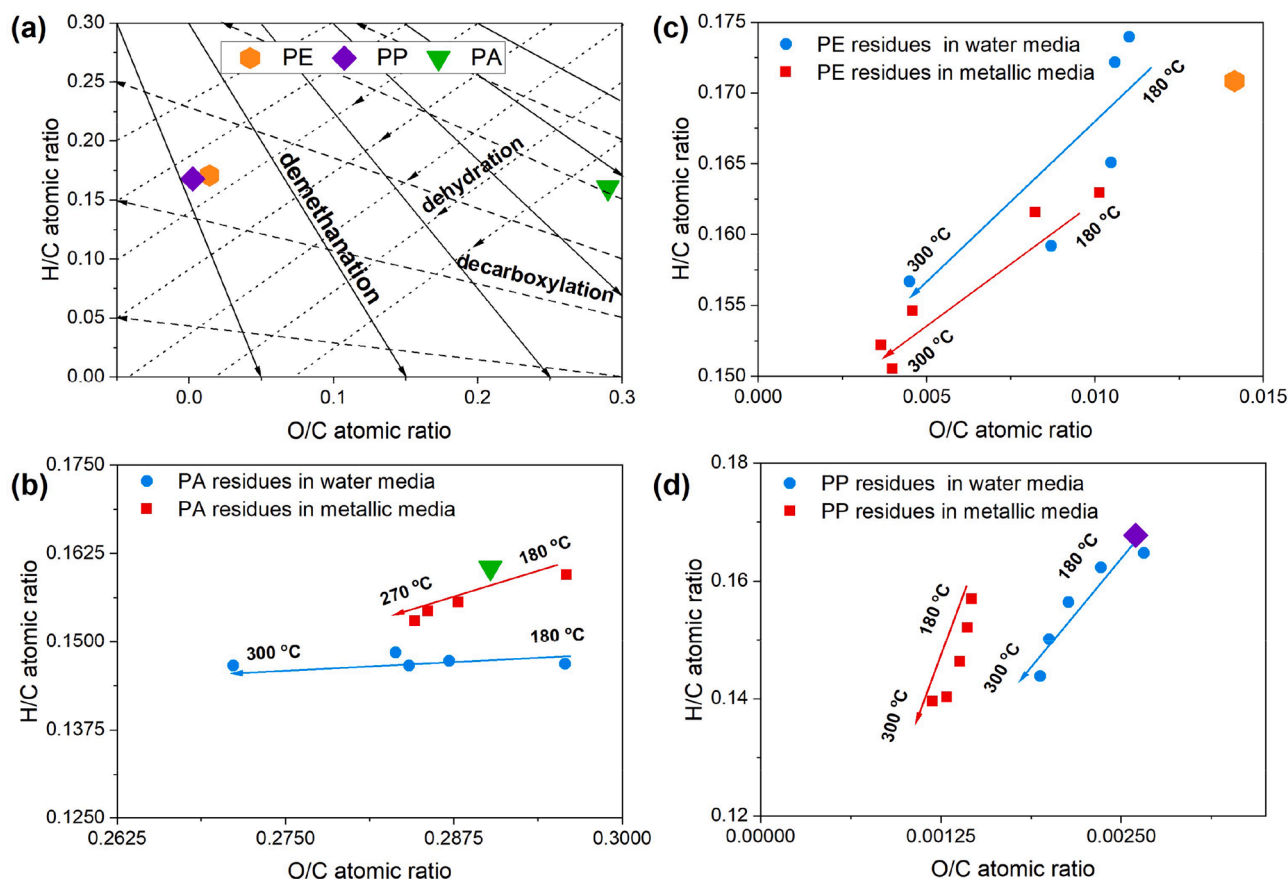 (a)
PE
PP
PA
0.30
0.25
0.20
0.15
0.10
0.05
0.00
H/C atomic ratio
demethanation
dehydration
decarboxylation
0.0
0.1
0.2
0.3
O/C atomic ratio
(c)
PE residues in water media
PE residues in metallic media
0.175
0.170
0.165
0.160
0.155
0.150
H/C atomic ratio
180 °C
300 °C
180 °C
300 °C
0.000
0.005
0.010
0.015
O/C atomic ratio
(b)
PA residues in water media
PA residues in metallic media
0.1750
0.1625
0.1500
0.1375
0.1250
H/C atomic ratio
180 °C
270 °C
180 °C
300 °C
0.2625
0.2750
0.2875
0.3000
O/C atomic ratio
(d)
PP residues in water media
PP residues in metallic media
0.18
0.16
0.14
0.12
H/C atomic ratio
180 °C
300 °C
180 °C
300 °C
0.00000
0.00125
0.00250
O/C atomic ratio